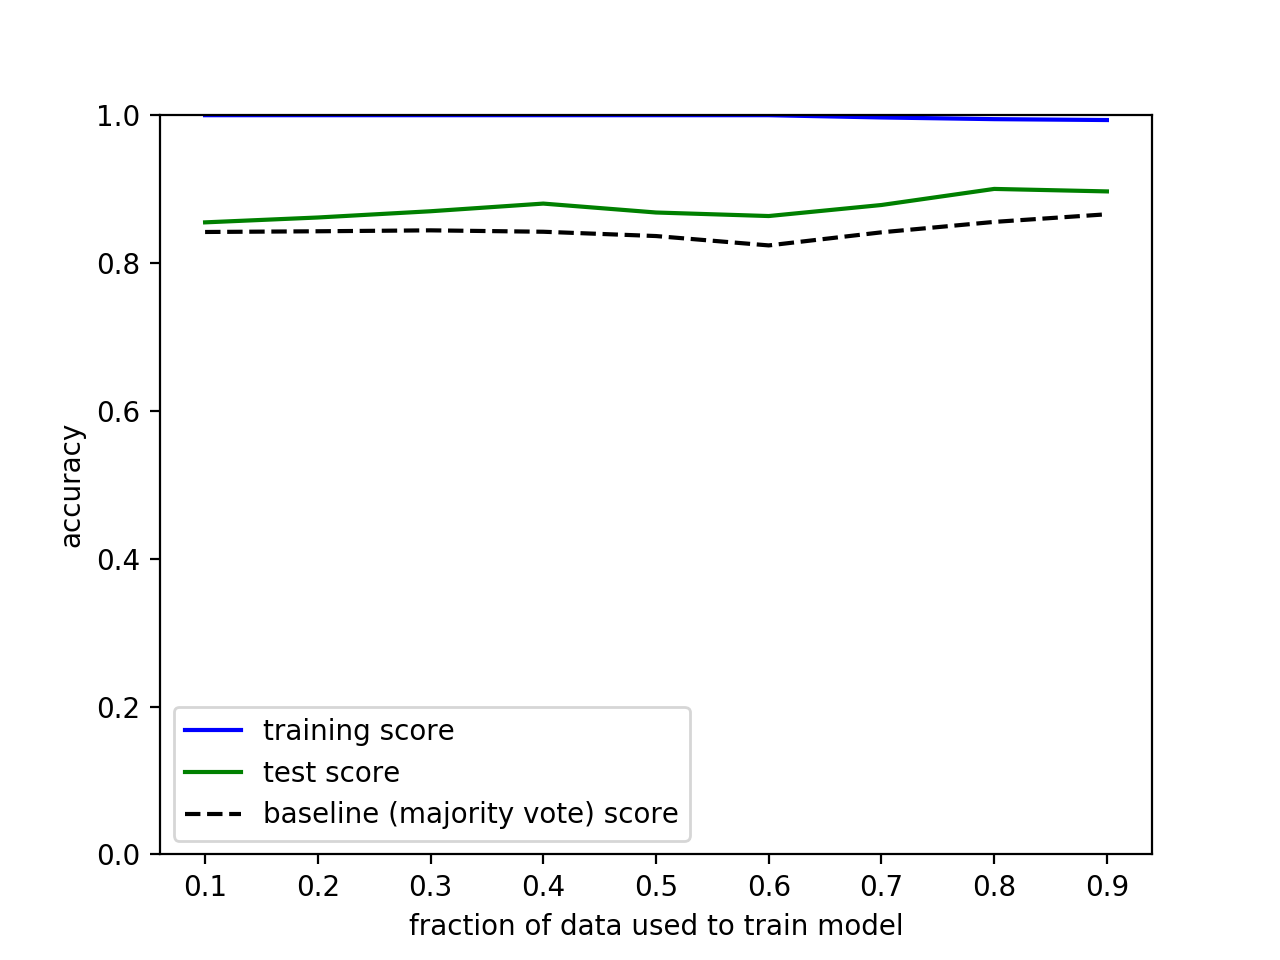 1.0
0.8
0.6
0.4
0.2
0.0
accuracy
training score
test score
baseline (majority vote) score
0.1 0.2 0.3 0.4 0.5 0.6 0.7 0.8 0.9
fraction of data used to train model